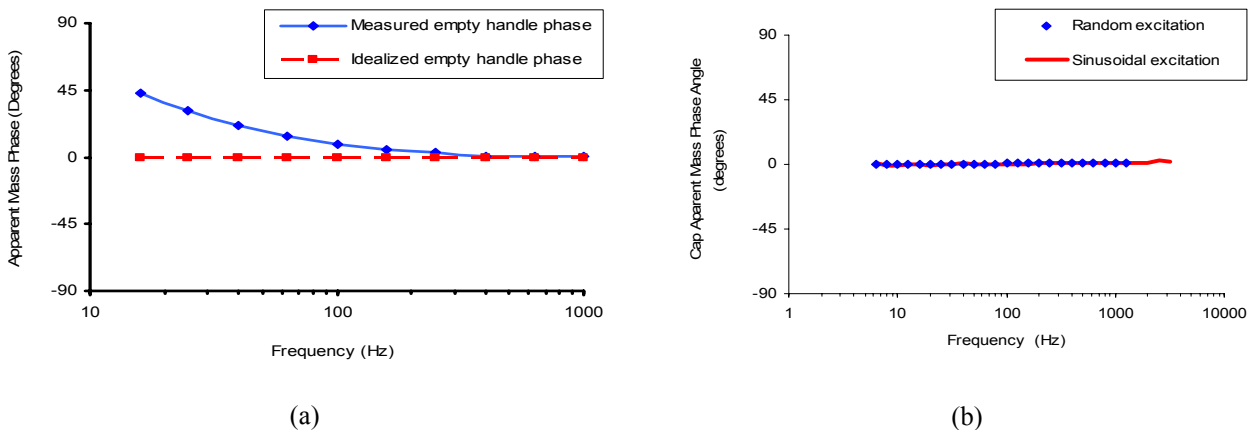 Apparent Mass Phase (Degrees)
90
45
0
-45
-90
10
100
1000
Frequency (Hz)
Measured empty handle phase
Idealized empty handle phase
(a)
Cap Aparent Mass Phase Angle
(degrees)
90
45
0
-45
-90
1
10
100
1000
10000
Frequency (Hz)
Random excitation
Sinusoidal excitation
(b)